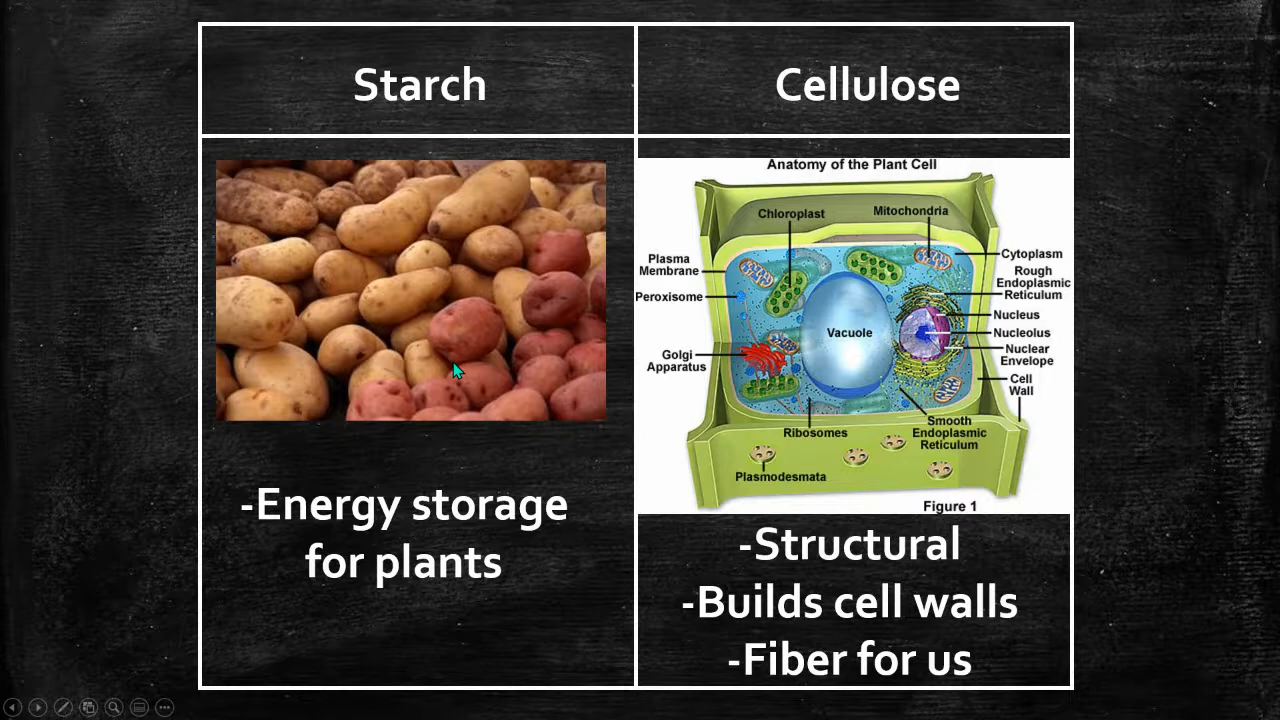 Starch
Cellulose
-Energy storage
for plants
Anatomy of the Plant Cell
Chloroplast
Mitochondria
Plasma
Membrane
Cytoplasm
Rough
Endoplasmic
Reticulum
Peroxisome
Nucleus
Vacuole
Nucleolus
Nuclear
Envelope
Golgi
Apparatus
Cell
Wall
Ribosomes
Smooth
Endoplasmic
Reticulum
Plasmodesmata
Figure 1
-Structural
-Builds cell walls
-Fiber for us